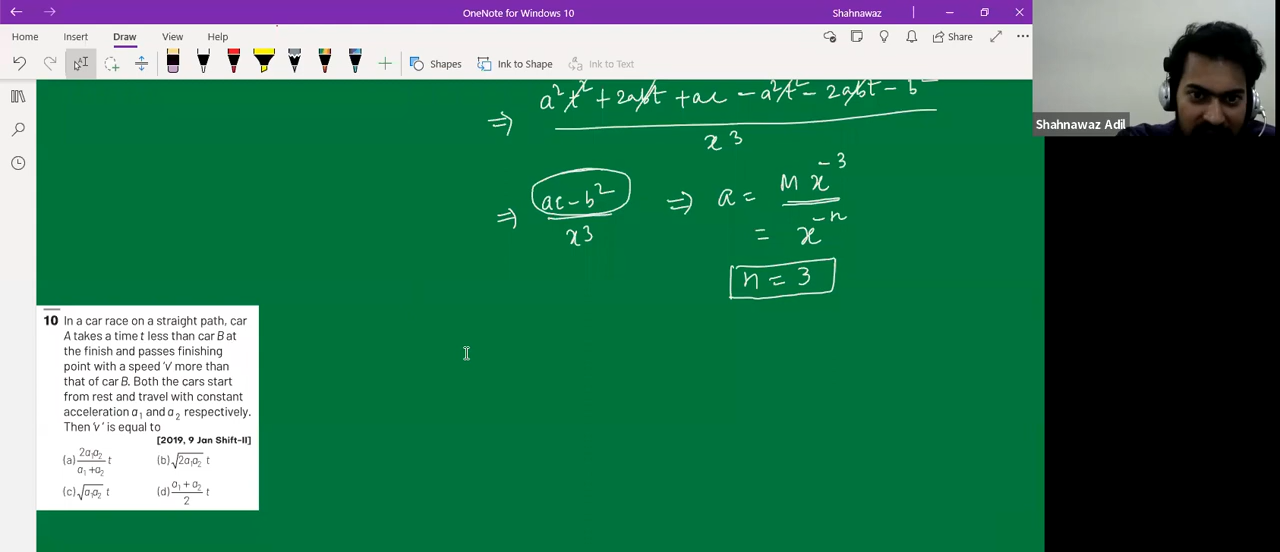 OneNote for Windows 10
Shahnawaz
Home Insert Draw View Help
Share
Shapes Ink to Shape Ink to Text
Shahnawaz Adil
⇒ a²t² + 2abt + ac − a²t² − 2abt − b²
x3
⇒ ac − b²
x3
⇒ a = M x⁻³
= x⁻ⁿ
n = 3
10 In a car race on a straight path, car
A takes a time t less than car B at
the finish and passes finishing
point with a speed 'v' more than
that of car B. Both the cars start
from rest and travel with constant
acceleration a₁ and a₂ respectively.
Then 'v' is equal to
[2019, 9 Jan Shift-II]
(a) 2a₁a₂ / a₁ + a₂ t (b) √2a₁a₂ t
(c) √a₁a₂ t (d) a₁ + a₂ / 2 t